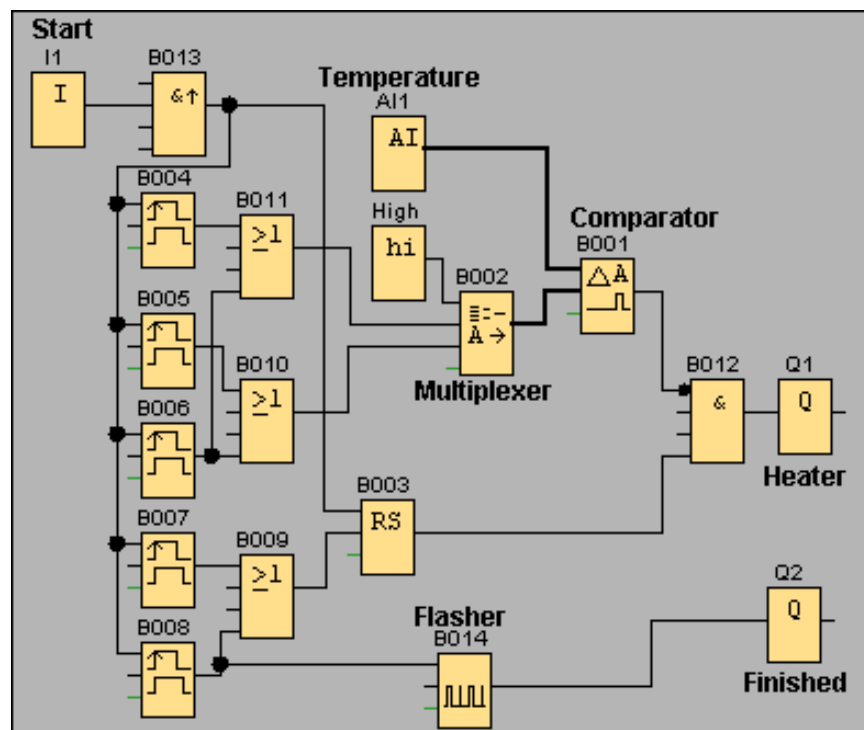 Start
I1
B013
I
&↑
Temperature
AI1
AI
B004
B011
≥1
High
hi
Comparator
B001
△A
B002
A→
Multiplexer
B005
B010
≥1
B006
B012
&
Q1
Q
Heater
B003
RS
B007
B009
≥1
B008
Flasher
B014
Q2
Q
Finished